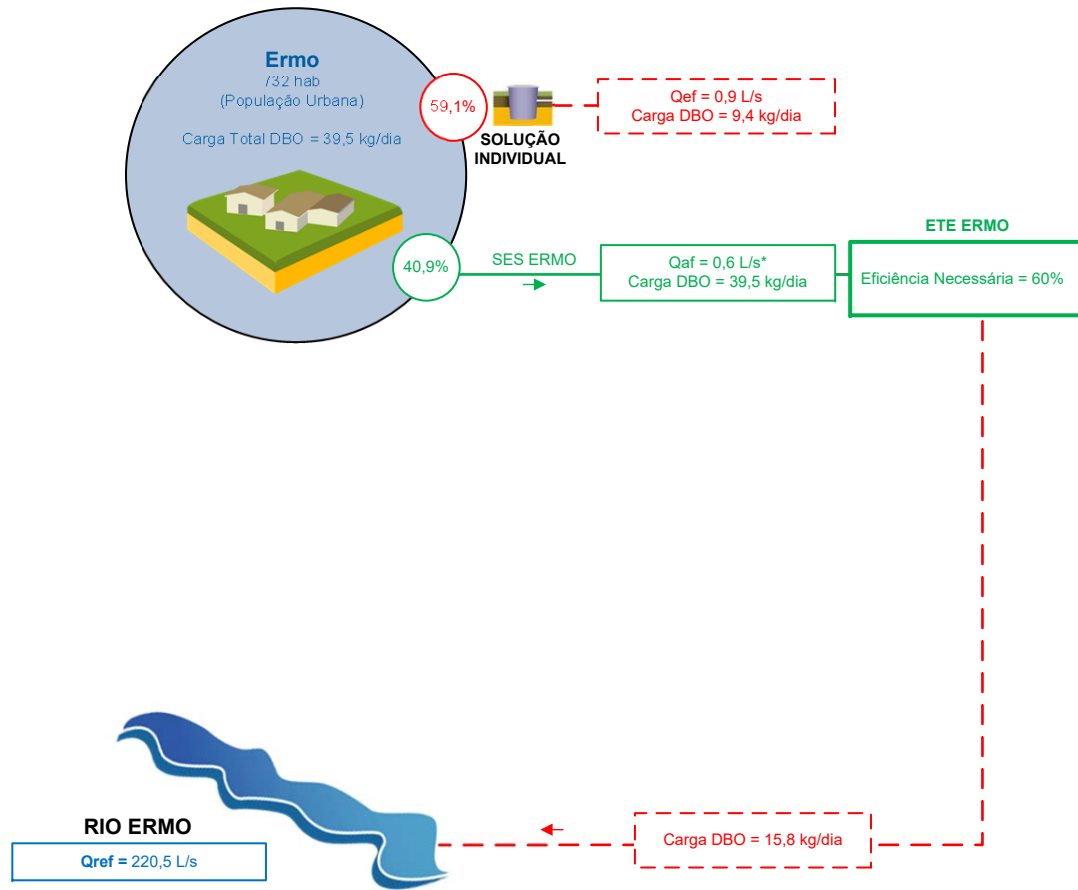 Ermo
732 hab
(População Urbana)
Carga Total DBO = 39,5 kg/dia
59,1%
SOLUÇÃO
INDIVIDUAL
Qef = 0,9 L/s
Carga DBO = 9,4 kg/dia
40,9%
SES ERMO
Qaf = 0,6 L/s*
Carga DBO = 39,5 kg/dia
ETE ERMO
Eficiência Necessária = 60%
RIO ERMO
Qref = 220,5 L/s
Carga DBO = 15,8 kg/dia